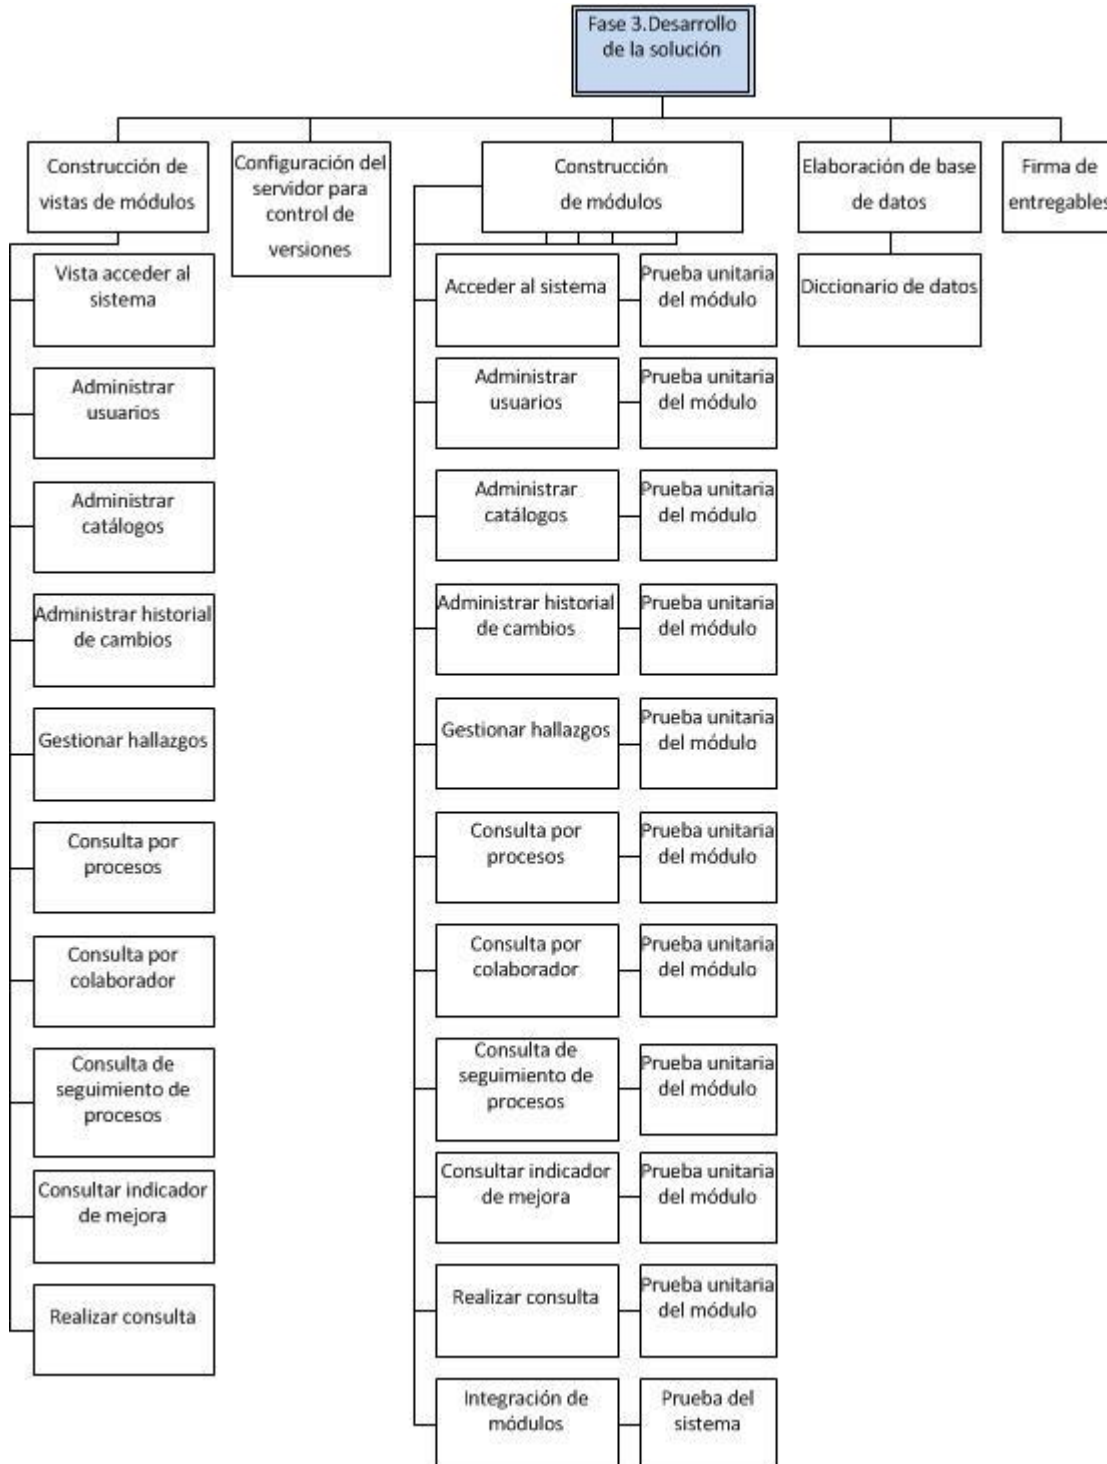 Fase 3.Desarrollo
de la solución
Construcción de
vistas de módulos
Configuración del
servidor para
control de
versiones
Construcción
de módulos
Elaboración de base
de datos
Firma de
entregables
Vista acceder al
sistema
Administrar
usuarios
Administrar
catálogos
Administrar historial
de cambios
Gestionar hallazgos
Consulta por
procesos
Consulta por
colaborador
Consulta de
seguimiento de
procesos
Consultar indicador
de mejora
Realizar consulta
Acceder al sistema
Prueba unitaria
del módulo
Administrar
usuarios
Prueba unitaria
del módulo
Administrar
catálogos
Prueba unitaria
del módulo
Administrar historial
de cambios
Prueba unitaria
del módulo
Gestionar hallazgos
Prueba unitaria
del módulo
Consulta por
procesos
Prueba unitaria
del módulo
Consulta por
colaborador
Prueba unitaria
del módulo
Consulta de
seguimiento de
procesos
Prueba unitaria
del módulo
Consultar indicador
de mejora
Prueba unitaria
del módulo
Realizar consulta
Prueba unitaria
del módulo
Integración de
módulos
Prueba del
sistema
Diccionario de datos